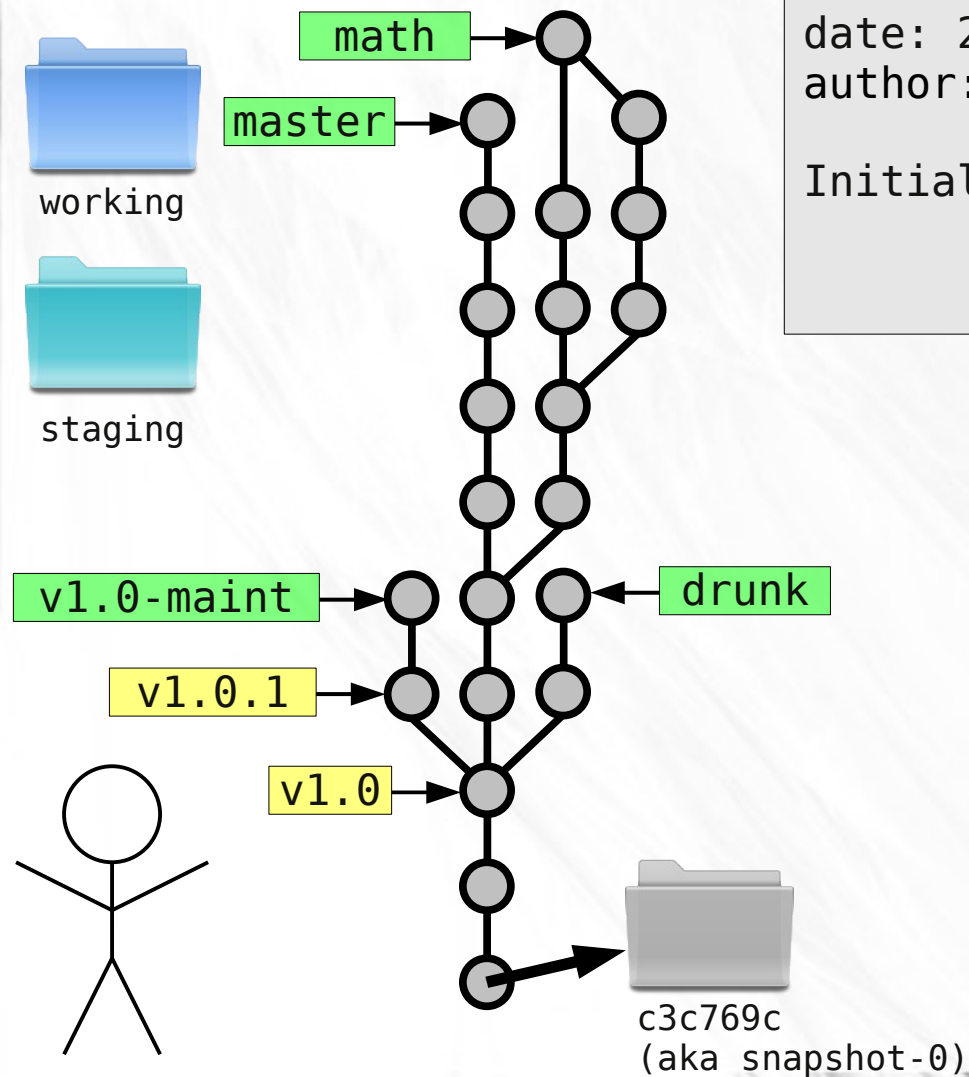 math
master
working
staging
date: 2
author:
Initial
v1.0-maint
drunk
v1.0.1
v1.0
c3c769c
(aka snapshot-0)